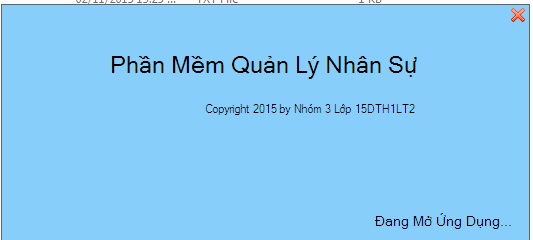 Phần Mềm Quản Lý Nhân Sự
Copyright 2015 by Nhóm 3 Lớp 15DTH1LT2
Đang Mở Ứng Dụng...